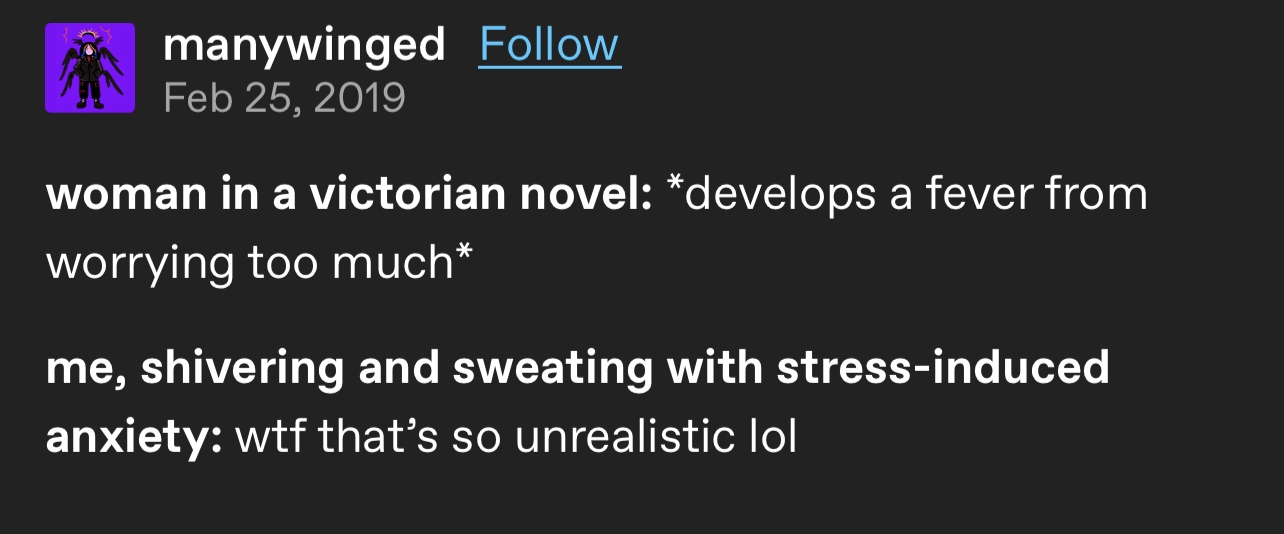 manywinged Follow
Feb 25, 2019
woman in a victorian novel: *develops a fever from
worrying too much*
me, shivering and sweating with stress-induced
anxiety: wtf that’s so unrealistic lol